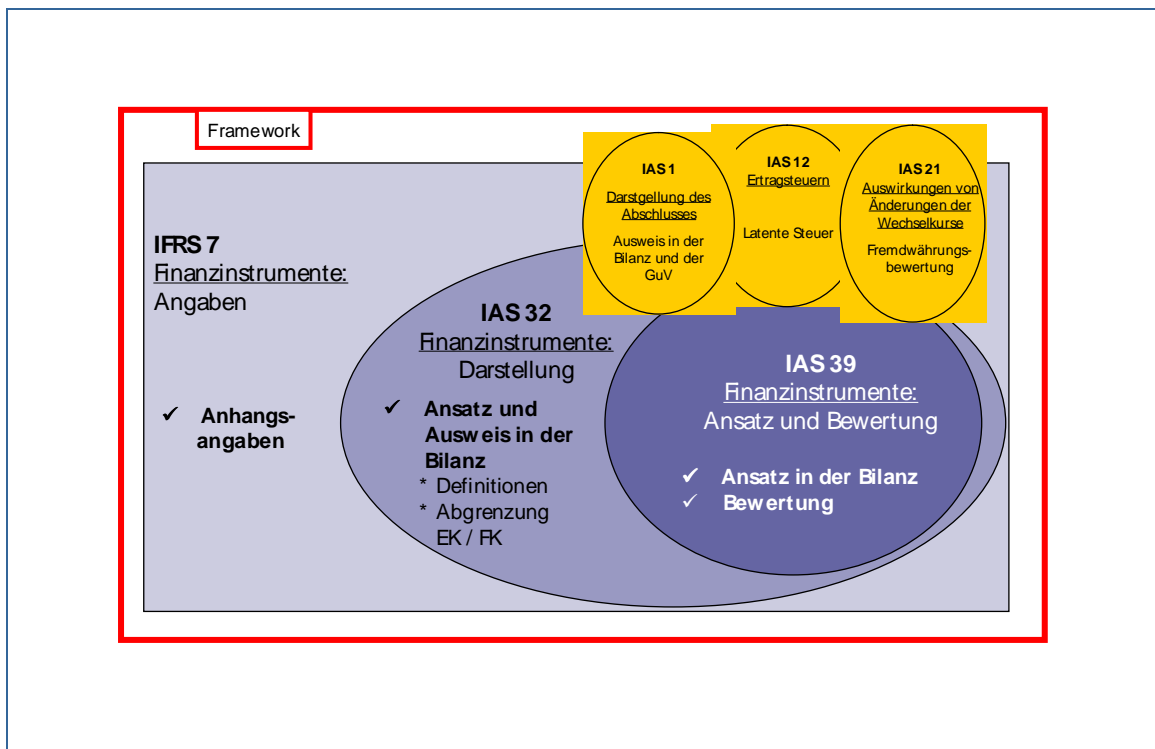 Framework
IAS 1
Darstgellung des
Abschlusses
Ausweis in der
Bilanz und der
GuV
IAS 12
Ertragsteuern
Latente Steuer
IAS 21
Auswirkungen von
Änderungen der
Wechselkurse
Fremdwährungs-
bewertung
IFRS 7
Finanzinstrumente:
Angaben
✓ Anhangs-
angaben
IAS 32
Finanzinstrumente:
Darstellung
✓ Ansatz und
Ausweis in der
Bilanz
* Definitionen
* Abgrenzung
EK / FK
IAS 39
Finanzinstrumente:
Ansatz und Bewertung
✓ Ansatz in der Bilanz
✓ Bewertung